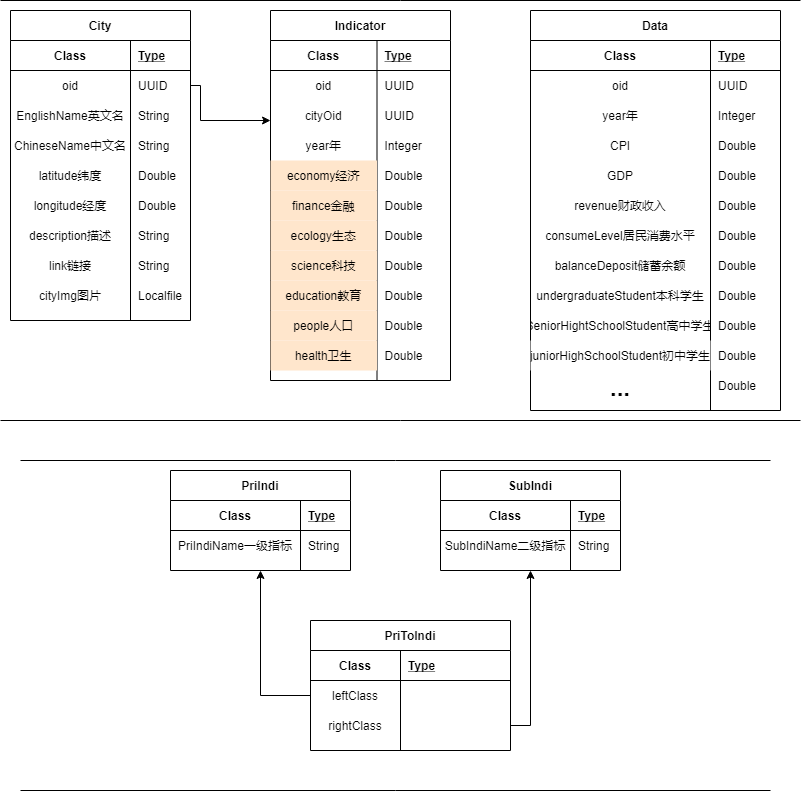 City
Class Type
oid UUID
EnglishName英文名 String
ChineseName中文名 String
latitude纬度 Double
longitude经度 Double
description描述 String
link链接 String
cityImg图片 Localfile
Indicator
Class Type
oid UUID
cityOid UUID
year年 Integer
economy经济 Double
finance金融 Double
ecology生态 Double
science科技 Double
education教育 Double
people人口 Double
health卫生 Double
Data
Class Type
oid UUID
year年 Integer
CPI Double
GDP Double
revenue财政收入 Double
consumeLevel居民消费水平 Double
balanceDeposit储蓄余额 Double
undergraduateStudent本科学生 Double
SeniorHightSchoolStudent高中学生 Double
juniorHighSchoolStudent初中学生 Double
... Double
PriIndi
Class Type
PriIndiName一级指标 String
SubIndi
Class Type
SubIndiName二级指标 String
PriToIndi
Class Type
leftClass
rightClass